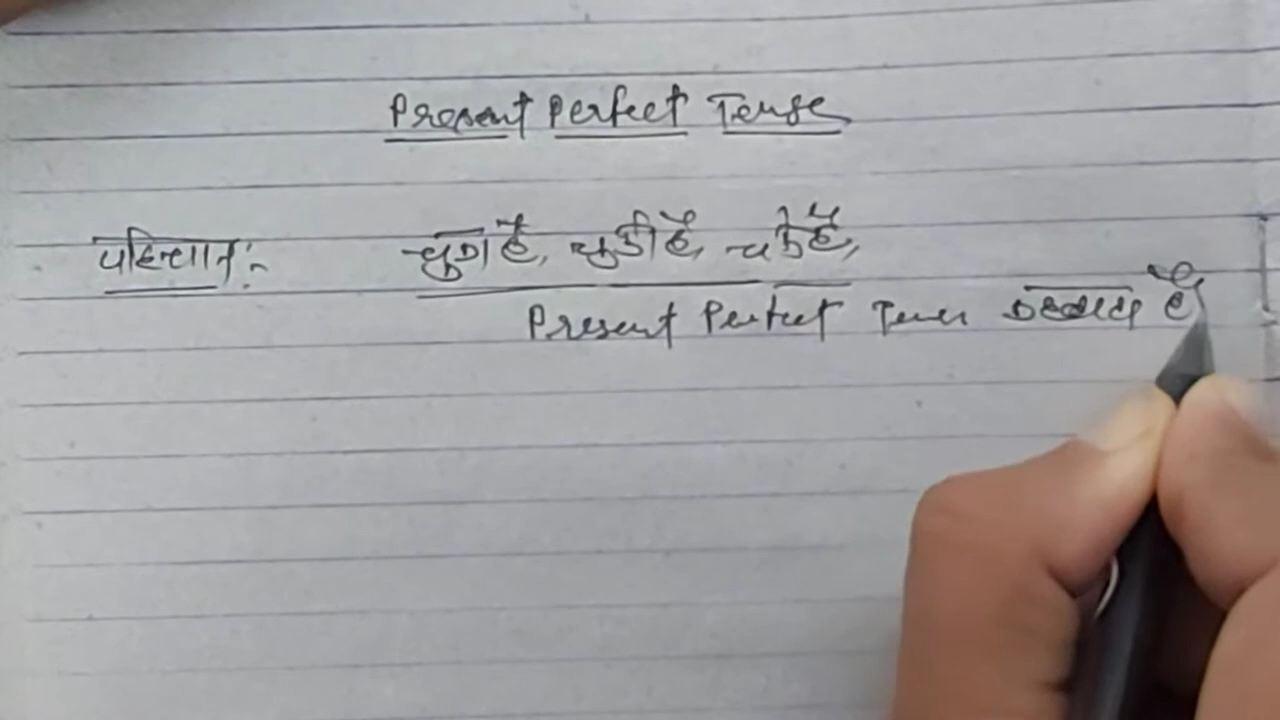 Present Perfect Tense
पहिचान :- चुका है, चुकी है, चुके हैं,
Present Perfect Tense कहलाते हैं